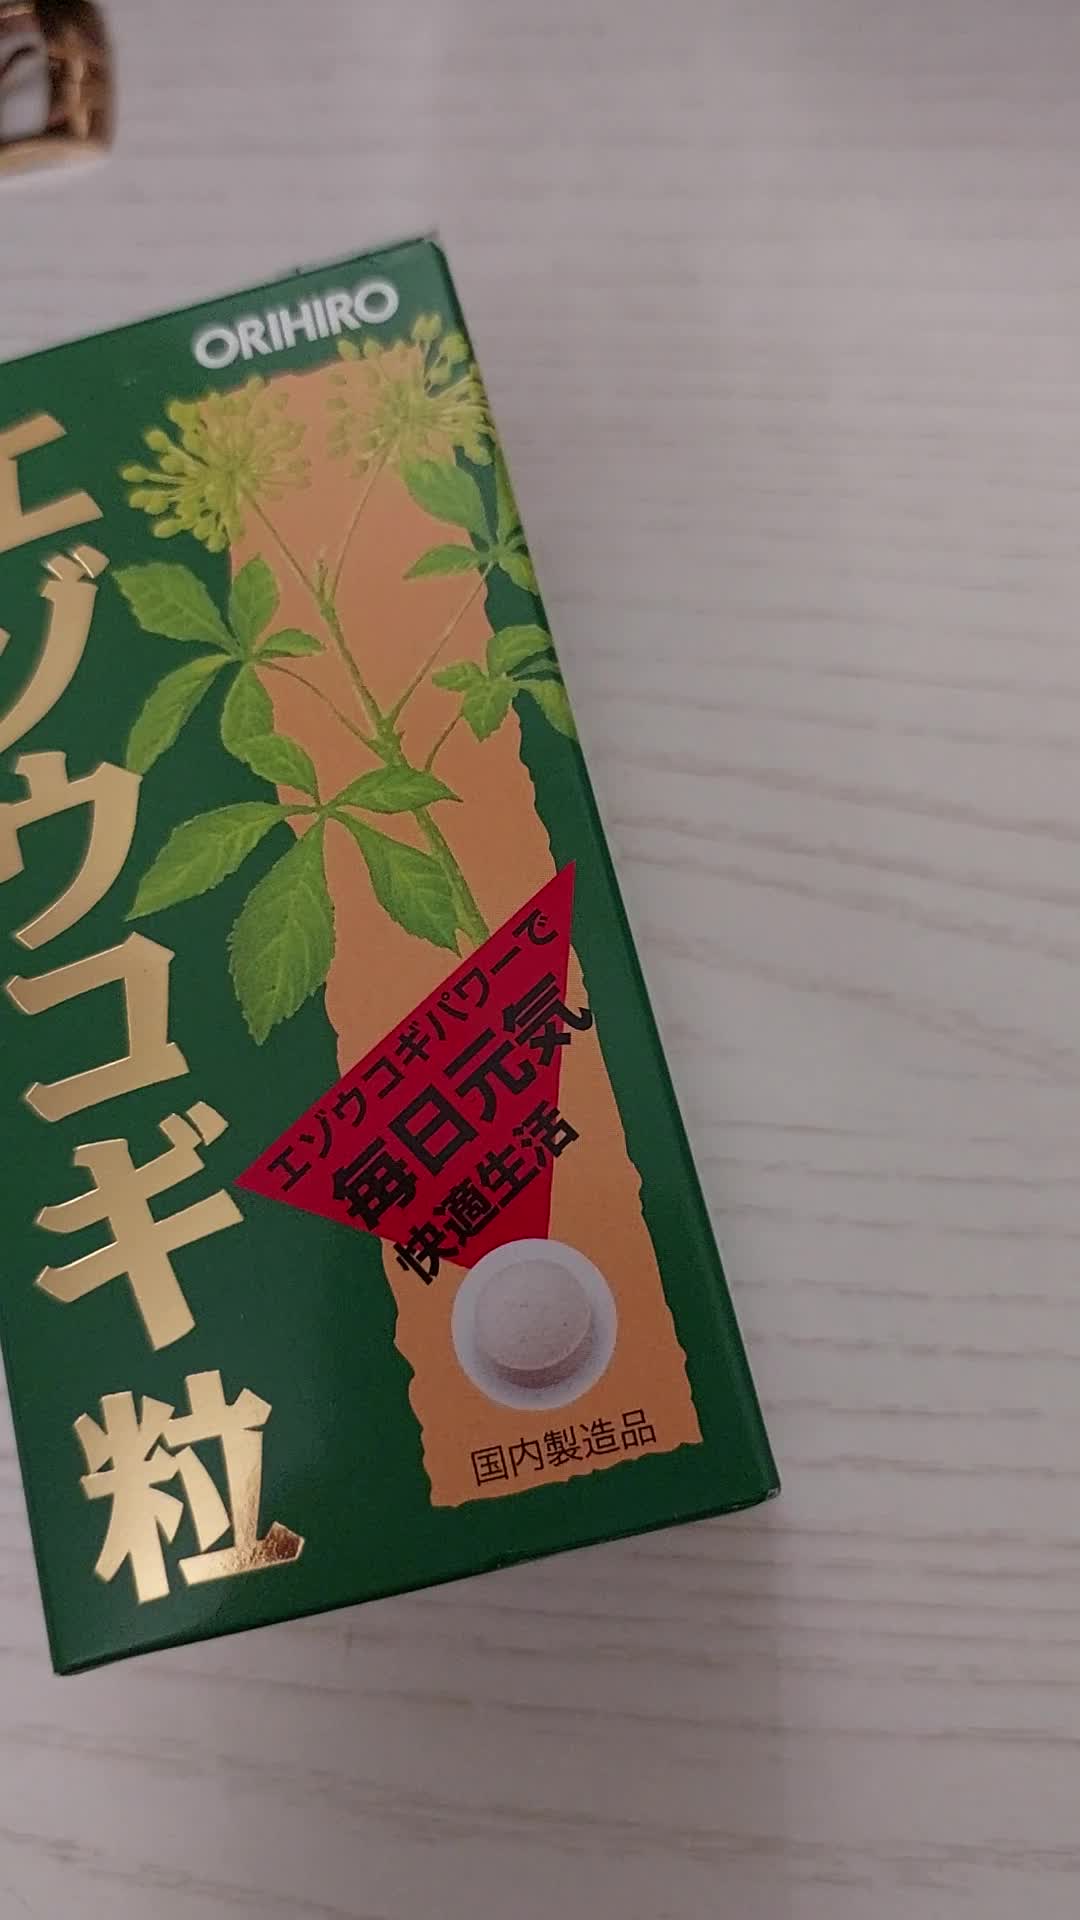 ORIHIRO
エゾウコギ粒
エゾウコギパワーで
毎日元気
快適生活
国内製造品